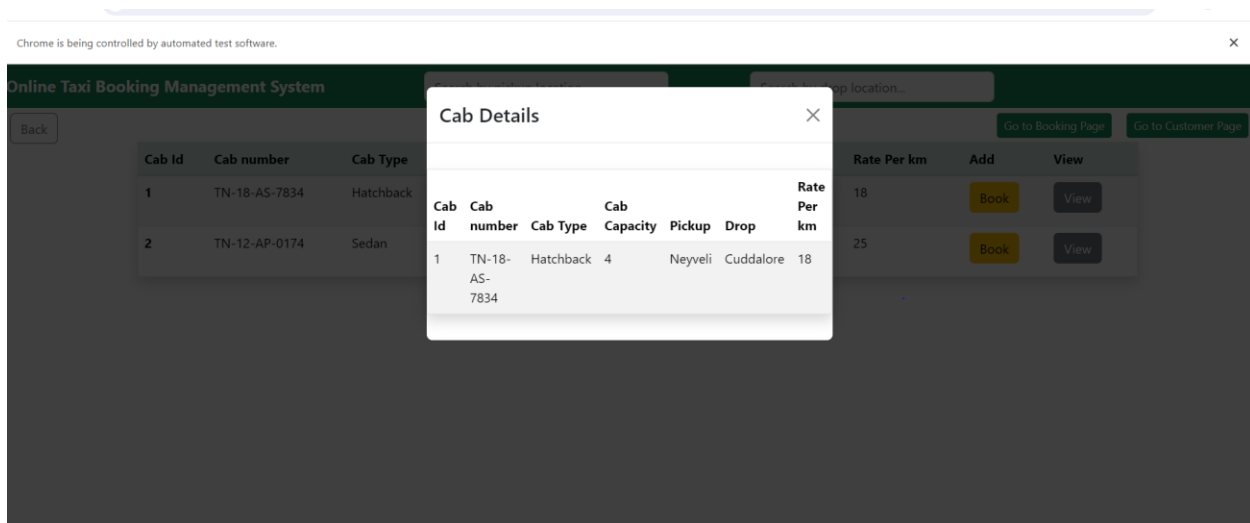 Chrome is being controlled by automated test software.
Online Taxi Booking Management System
op location...
Back
Go to Booking Page Go to Customer Page
Cab Id Cab number Cab Type Rate Per km Add View
1 TN-18-AS-7834 Hatchback 18 Book View
2 TN-12-AP-0174 Sedan 25 Book View
Cab Details
Cab Id Cab number Cab Type Cab Capacity Pickup Drop Rate Per km
1 TN-18-AS-7834 Hatchback 4 Neyveli Cuddalore 18